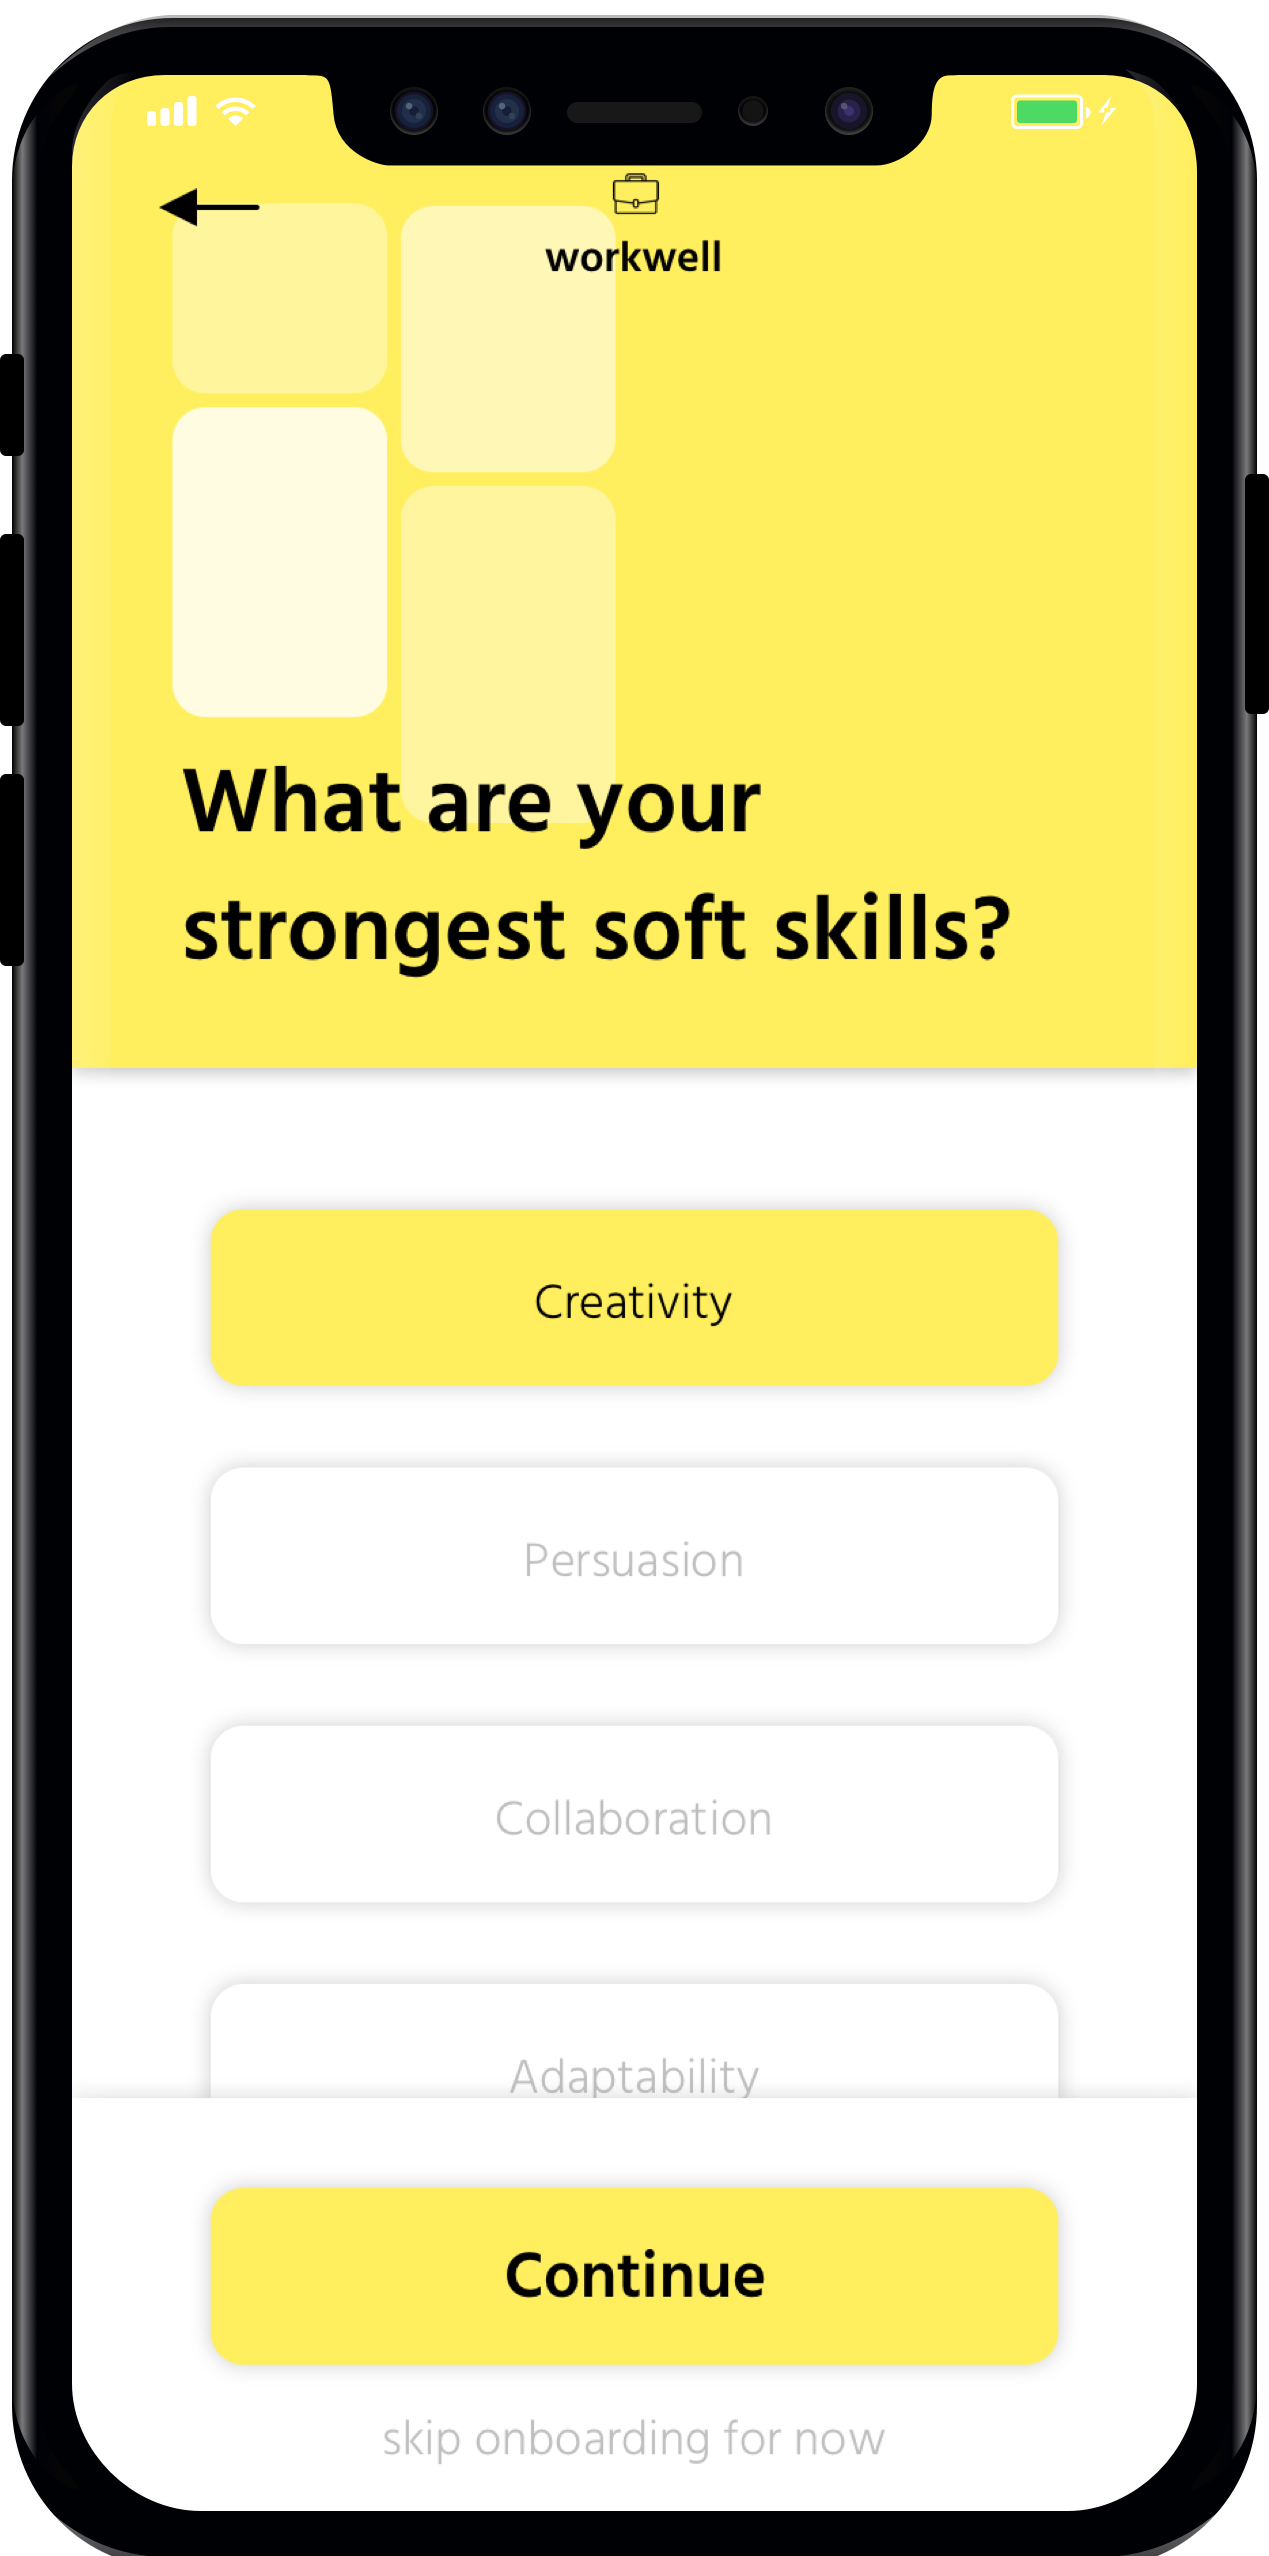 workwell
What are your
strongest soft skills?
Creativity
Persuasion
Collaboration
Adaptability
Continue
skip onboarding for now